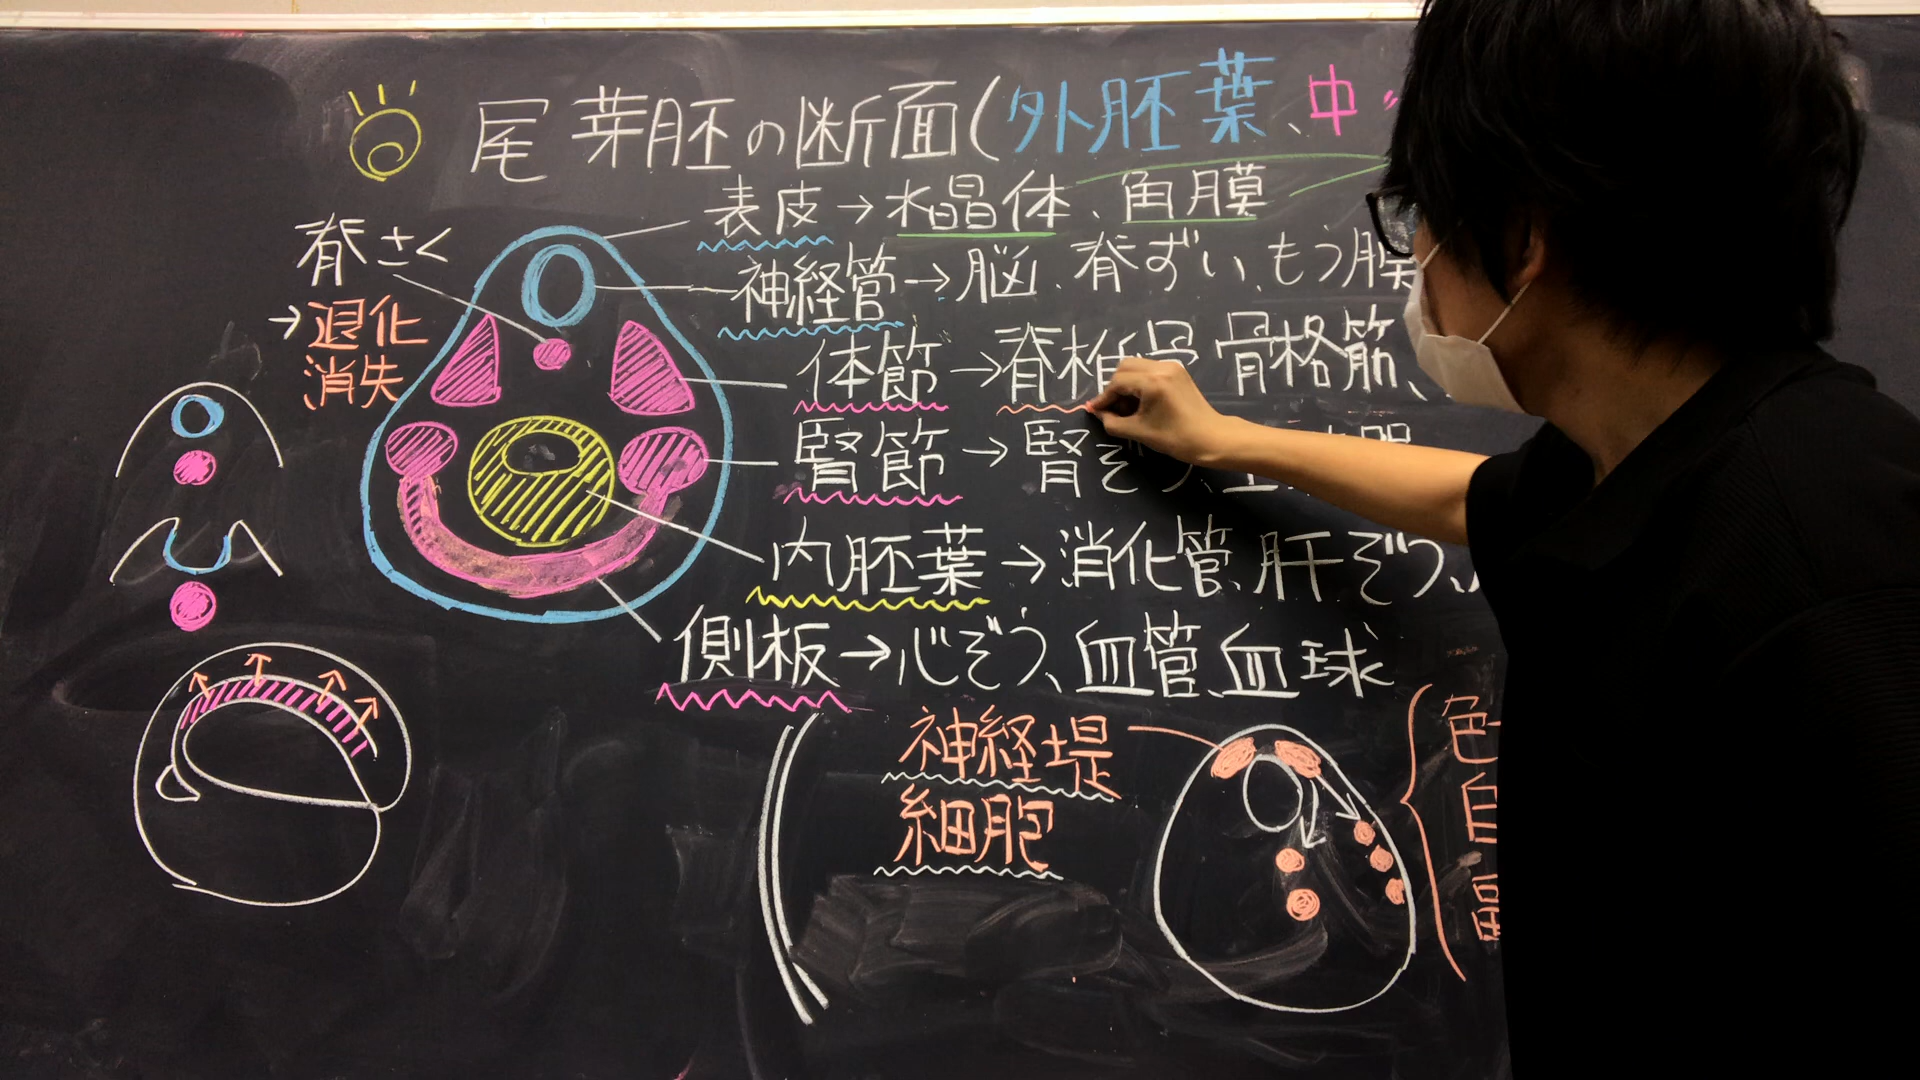 尾芽胚の断面(外胚葉、中〃
表皮→水晶体、角膜
脊さく
→退化
消失
神経管→脳、脊ずい、もう膜
体節→脊椎骨 骨格筋、
腎節→腎ぞう、
内胚葉→消化管、肝ぞう、
側板→心ぞう、血管、血球
神経堤
細胞
色